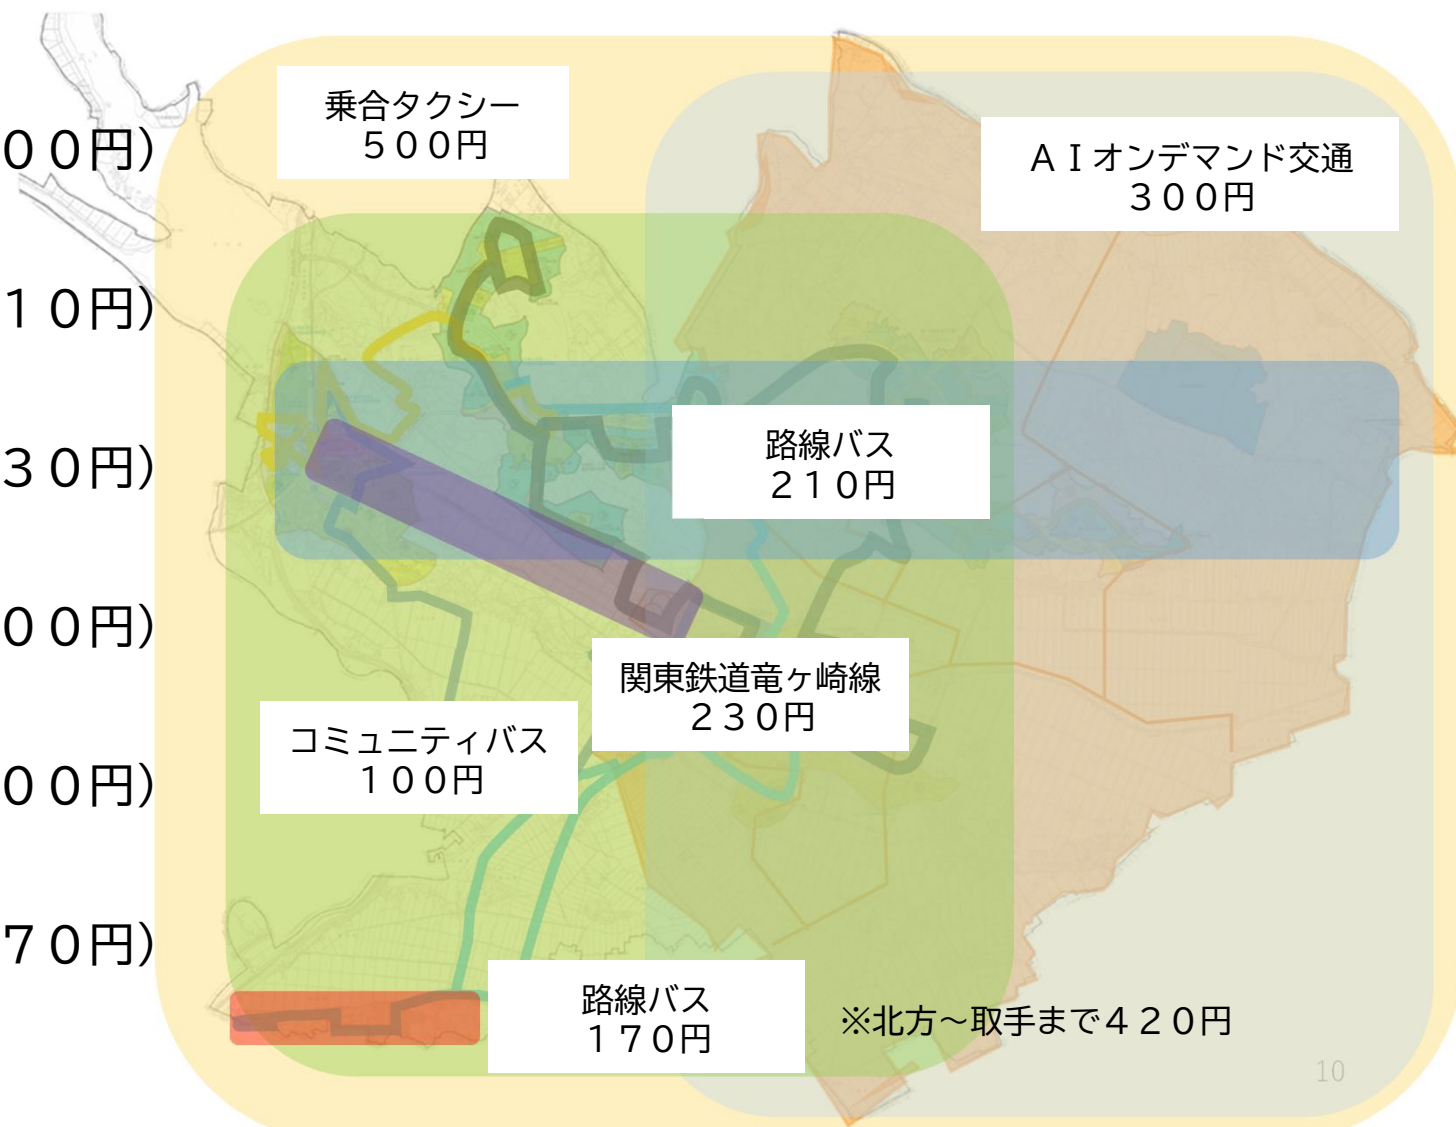 ００円）
１０円）
３０円）
００円）
００円）
７０円）
乗合タクシー
５００円
ＡＩオンデマンド交通
３００円
路線バス
２１０円
関東鉄道竜ヶ崎線
２３０円
コミュニティバス
１００円
路線バス
１７０円
※北方～取手まで４２０円
10